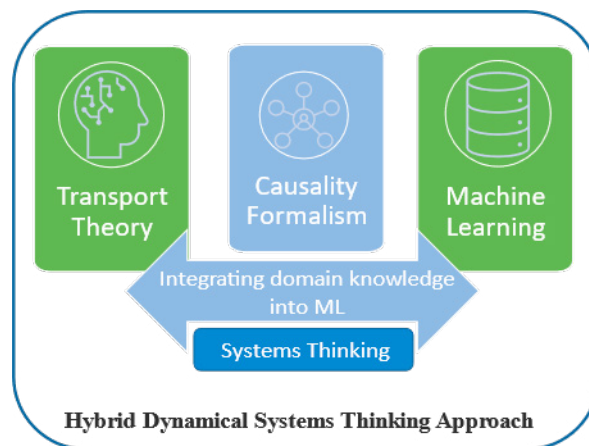 Transport
Theory
Causality
Formalism
Machine
Learning
Integrating domain knowledge
into ML
Systems Thinking
Hybrid Dynamical Systems Thinking Approach